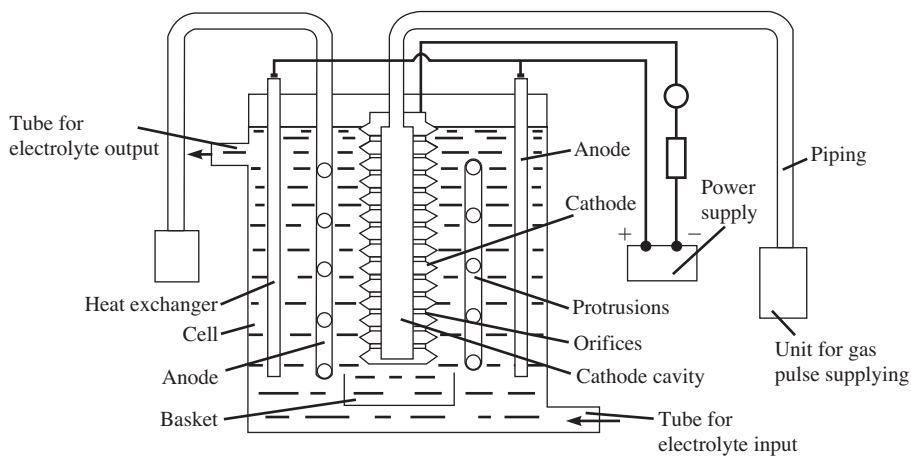 Tube for
electrolyte output
Heat exchanger
Cell
Anode
Basket
Anode
Cathode
Power
supply
+
−
Piping
Protrusions
Orifices
Cathode cavity
Unit for gas
pulse supplying
Tube for
electrolyte input